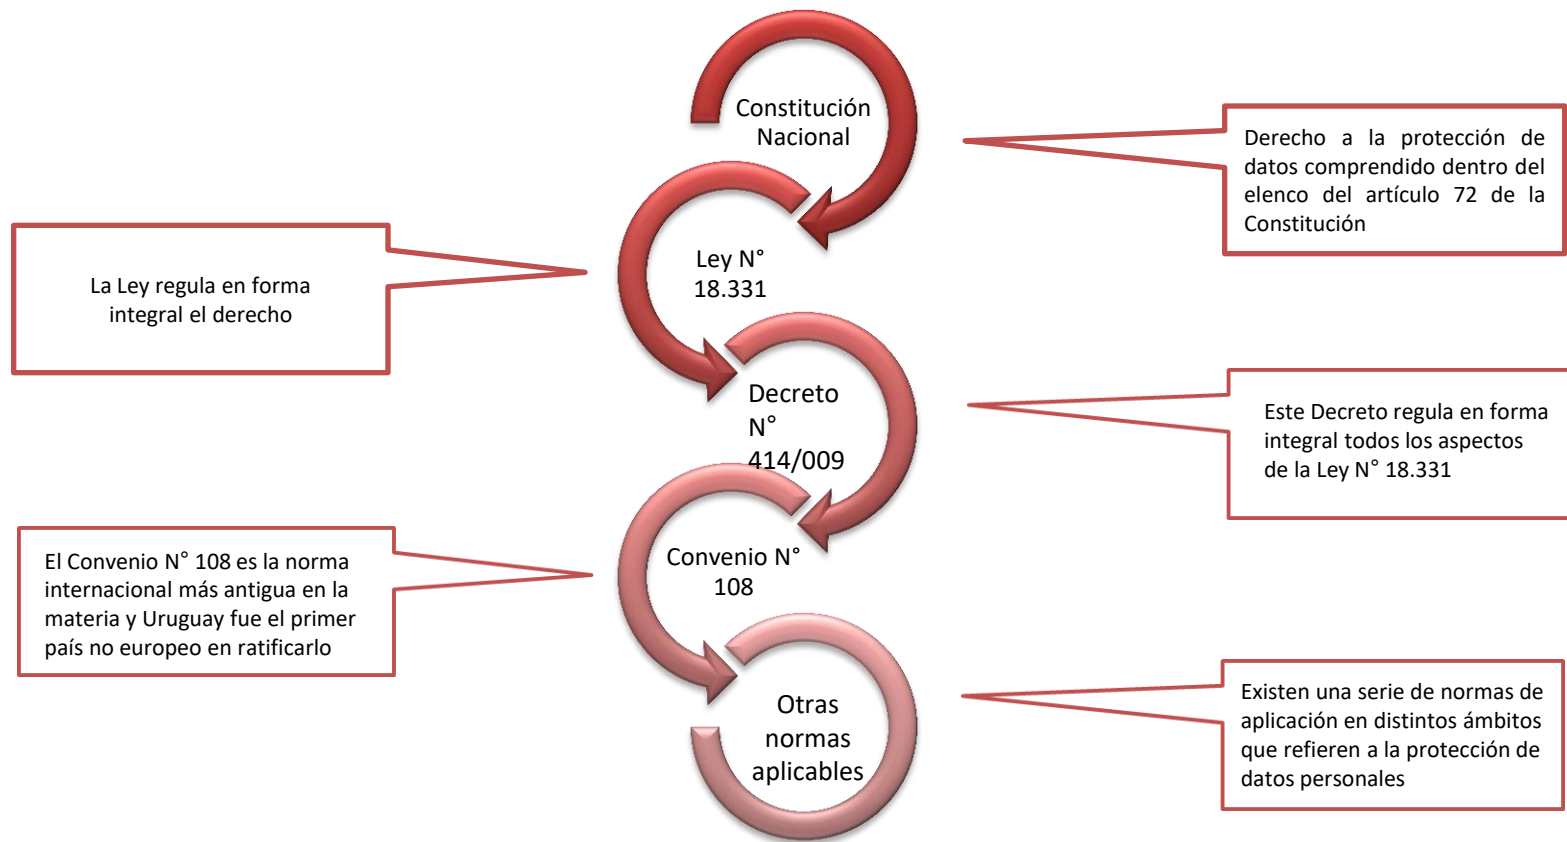 Constitución
Nacional
Derecho a la protección de
datos comprendido dentro del
elenco del artículo 72 de la
Constitución
Ley N°
18.331
La Ley regula en forma
integral el derecho
Decreto
N°
414/009
Este Decreto regula en forma
integral todos los aspectos
de la Ley N° 18.331
Convenio N°
108
El Convenio N° 108 es la norma
internacional más antigua en la
materia y Uruguay fue el primer
país no europeo en ratificarlo
Otras
normas
aplicables
Existen una serie de normas de
aplicación en distintos ámbitos
que refieren a la protección de
datos personales